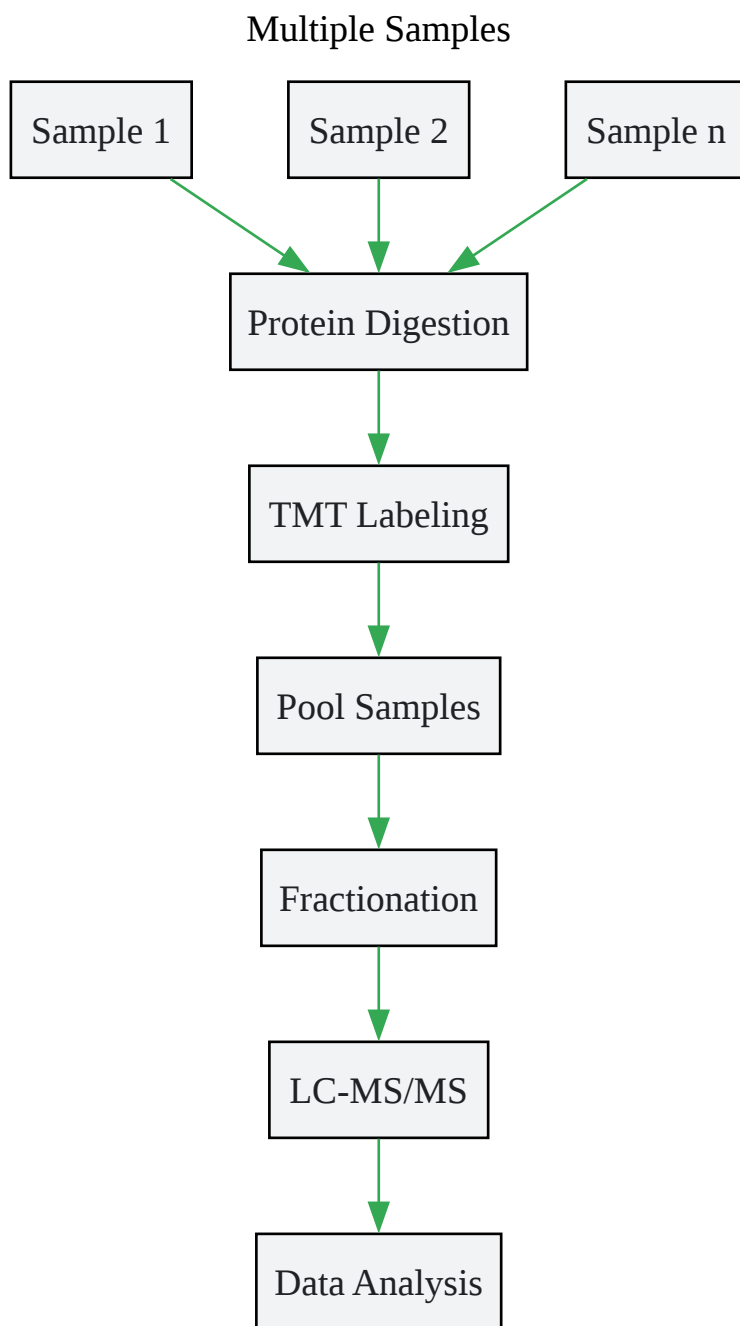 Multiple Samples
Sample 1
Sample 2
Sample n
Protein Digestion
TMT Labeling
Pool Samples
Fractionation
LC-MS/MS
Data Analysis